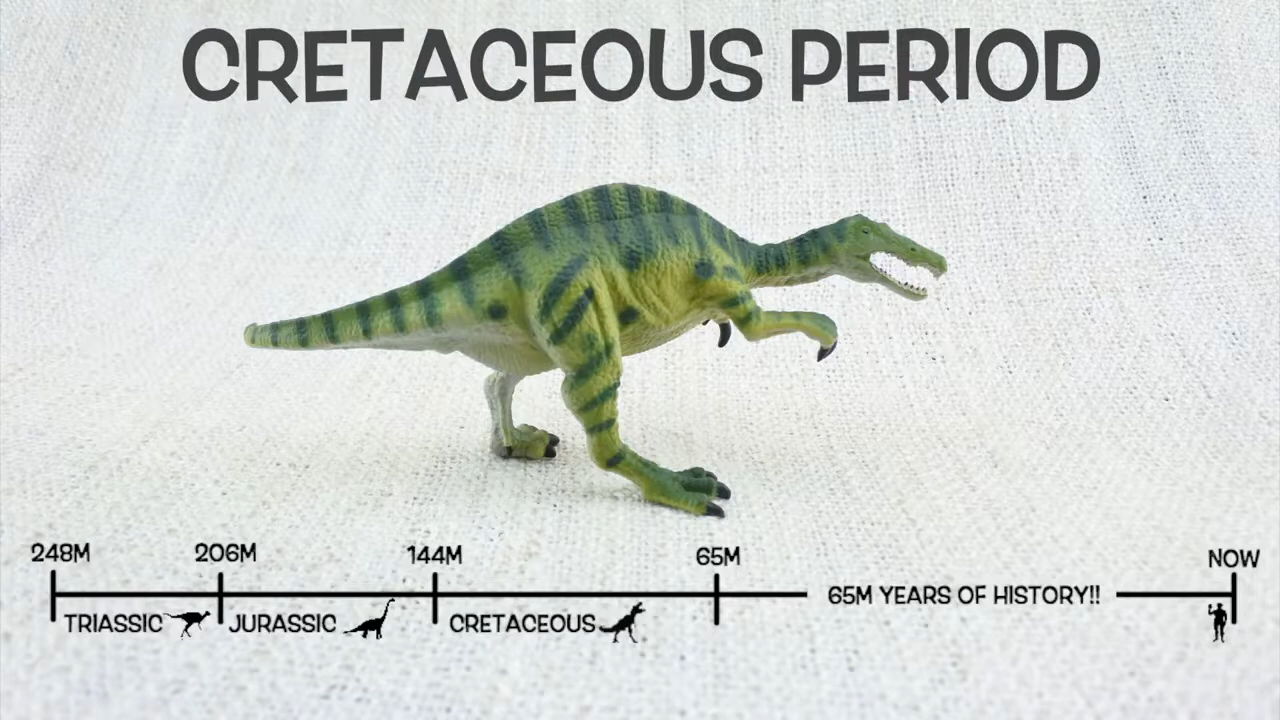 CRETACEOUS PERIOD
248M 206M 144M 65M NOW
65M YEARS OF HISTORY!!
TRIASSIC JURASSIC CRETACEOUS